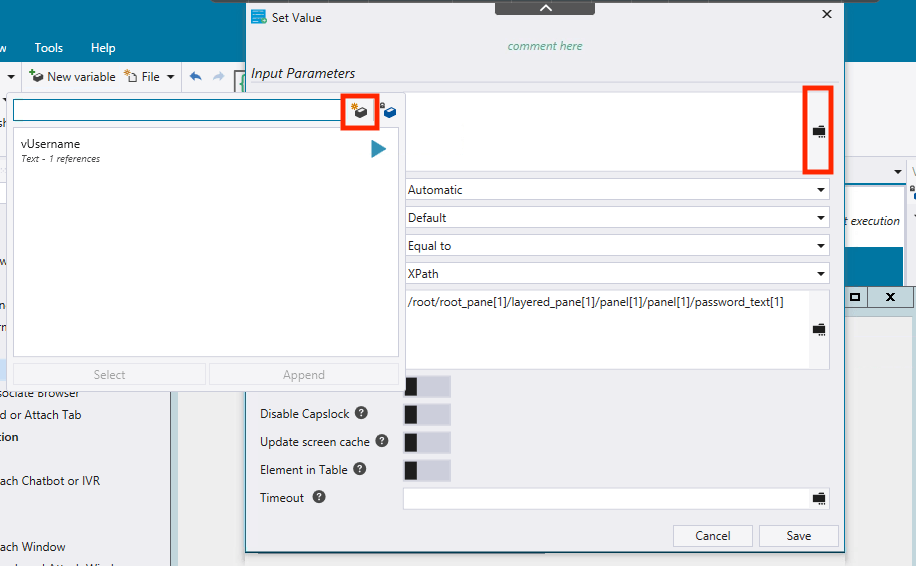 Set Value
comment here
w
Tools
Help
Input Parameters
New variable
File
vUsername
Text - 1 references
Automatic
Default
t execution
Equal to
XPath
/root/root_pane[1]/layered_pane[1]/panel[1]/panel[1]/password_text[1]
Select
Append
sociate Browser
Disable Capslock
d or Attach Tab
tion
Update screen cache
Element in Table
ach Chatbot or IVR
Timeout
Cancel
Save
ach Window